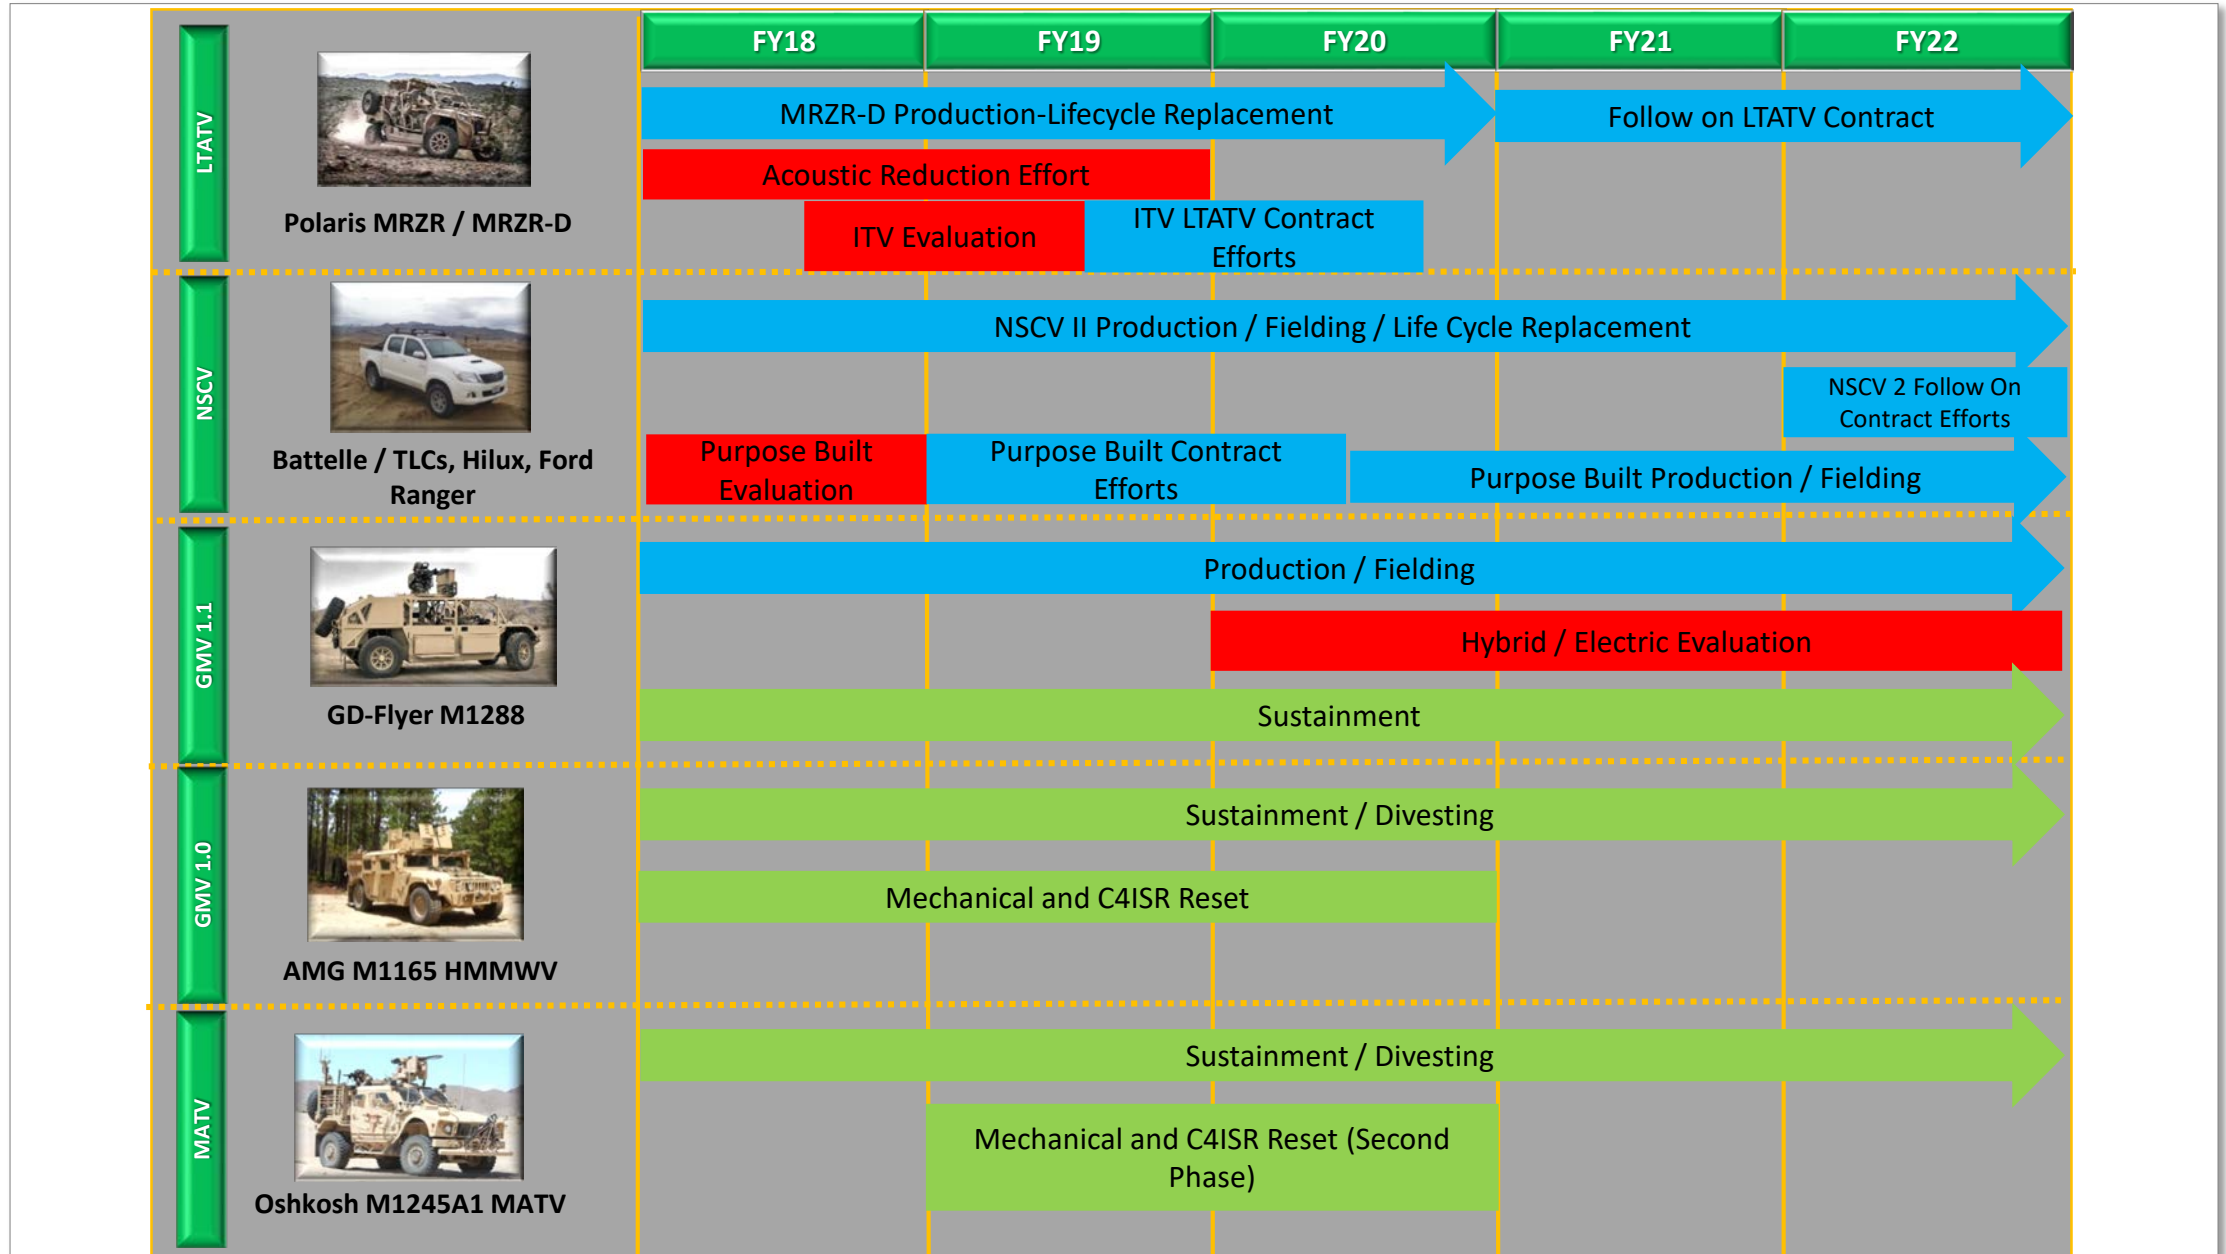 FY18
FY19
FY20
FY21
FY22
LTATV
Polaris MRZR / MRZR-D
MRZR-D Production-Lifecycle Replacement
Follow on LTATV Contract
Acoustic Reduction Effort
ITV Evaluation
ITV LTATV Contract
Efforts
NSCV
Battelle / TLCs, Hilux, Ford
Ranger
NSCV II Production / Fielding / Life Cycle Replacement
NSCV 2 Follow On
Contract Efforts
Purpose Built
Evaluation
Purpose Built Contract
Efforts
Purpose Built Production / Fielding
GMV 1.1
GD-Flyer M1288
Production / Fielding
Hybrid / Electric Evaluation
Sustainment
GMV 1.0
AMG M1165 HMMWV
Sustainment / Divesting
Mechanical and C4ISR Reset
MATV
Oshkosh M1245A1 MATV
Sustainment / Divesting
Mechanical and C4ISR Reset (Second
Phase)